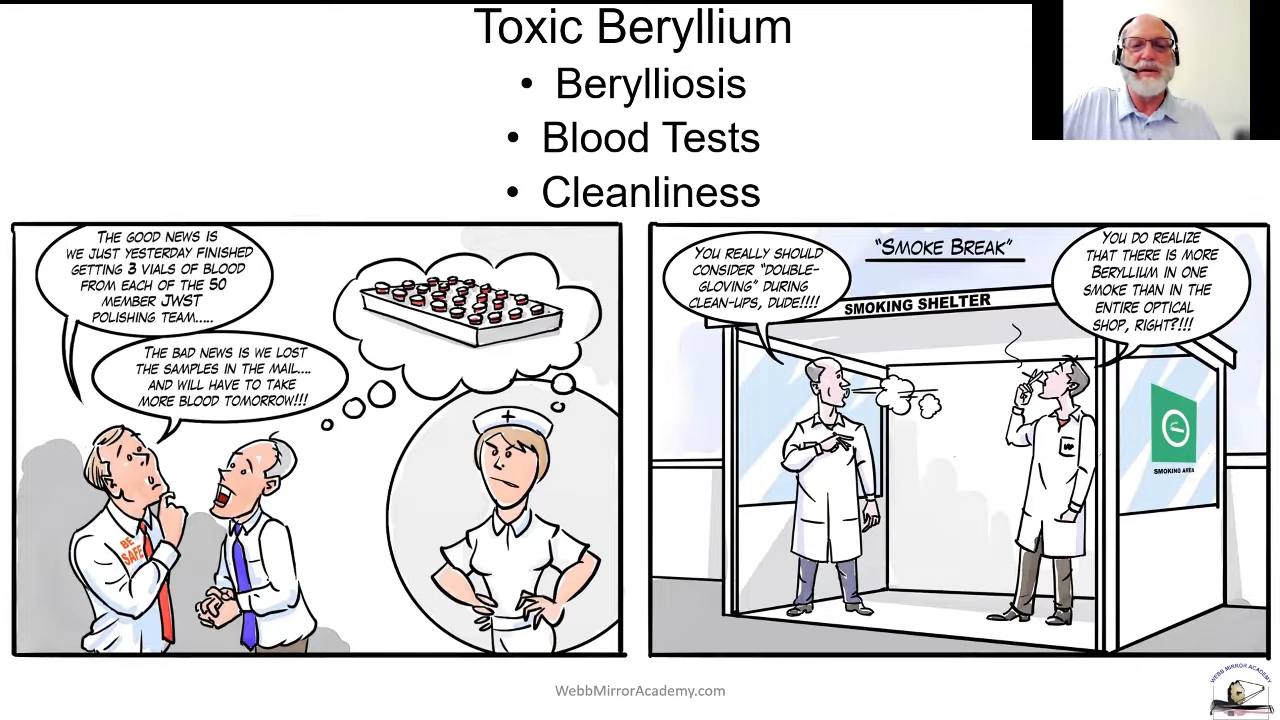 Toxic Beryllium
• Berylliosis
• Blood Tests
• Cleanliness
THE GOOD NEWS IS
WE JUST YESTERDAY FINISHED
GETTING 3 VIALS OF BLOOD
FROM EACH OF THE 50
MEMBER JWST
POLISHING TEAM.....
THE BAD NEWS IS WE LOST
THE SAMPLES IN THE MAIL....
AND WILL HAVE TO TAKE
MORE BLOOD TOMORROW!!!
BE
SAFE
"SMOKE BREAK"
YOU REALLY SHOULD
CONSIDER "DOUBLE-
GLOVING" DURING
CLEAN-UPS, DUDE!!!!
YOU DO REALIZE
THAT THERE IS MORE
BERYLLIUM IN ONE
SMOKE THAN IN THE
ENTIRE OPTICAL
SHOP, RIGHT?!!!
SMOKING SHELTER
SMOKING AREA
WebbMirrorAcademy.com
WEBB MIRROR ACADEMY